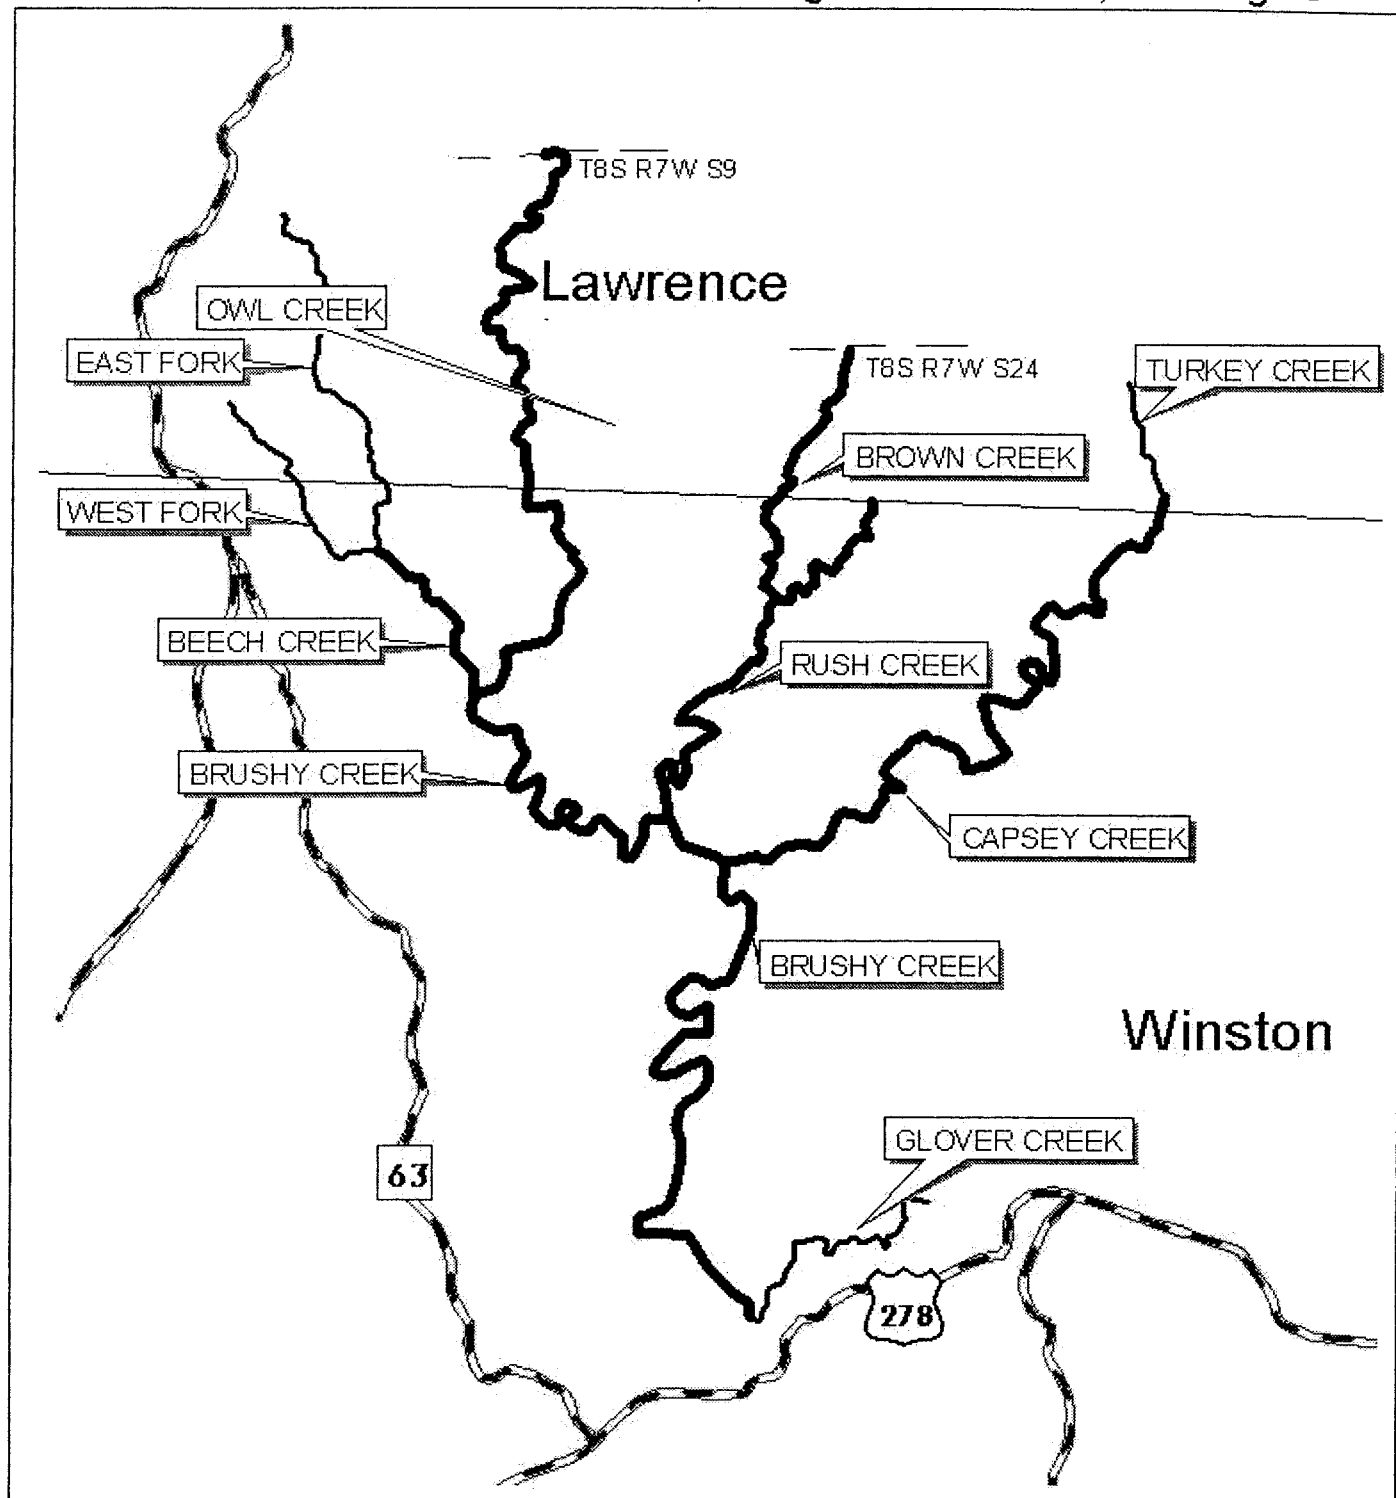 T8S R7W S9
Lawrence
OWL CREEK
EAST FORK
T8S R7W S24
TURKEY CREEK
BROWN CREEK
WEST FORK
BEECH CREEK
RUSH CREEK
BRUSHY CREEK
CAPSEY CREEK
BRUSHY CREEK
Winston
GLOVER CREEK
63
278